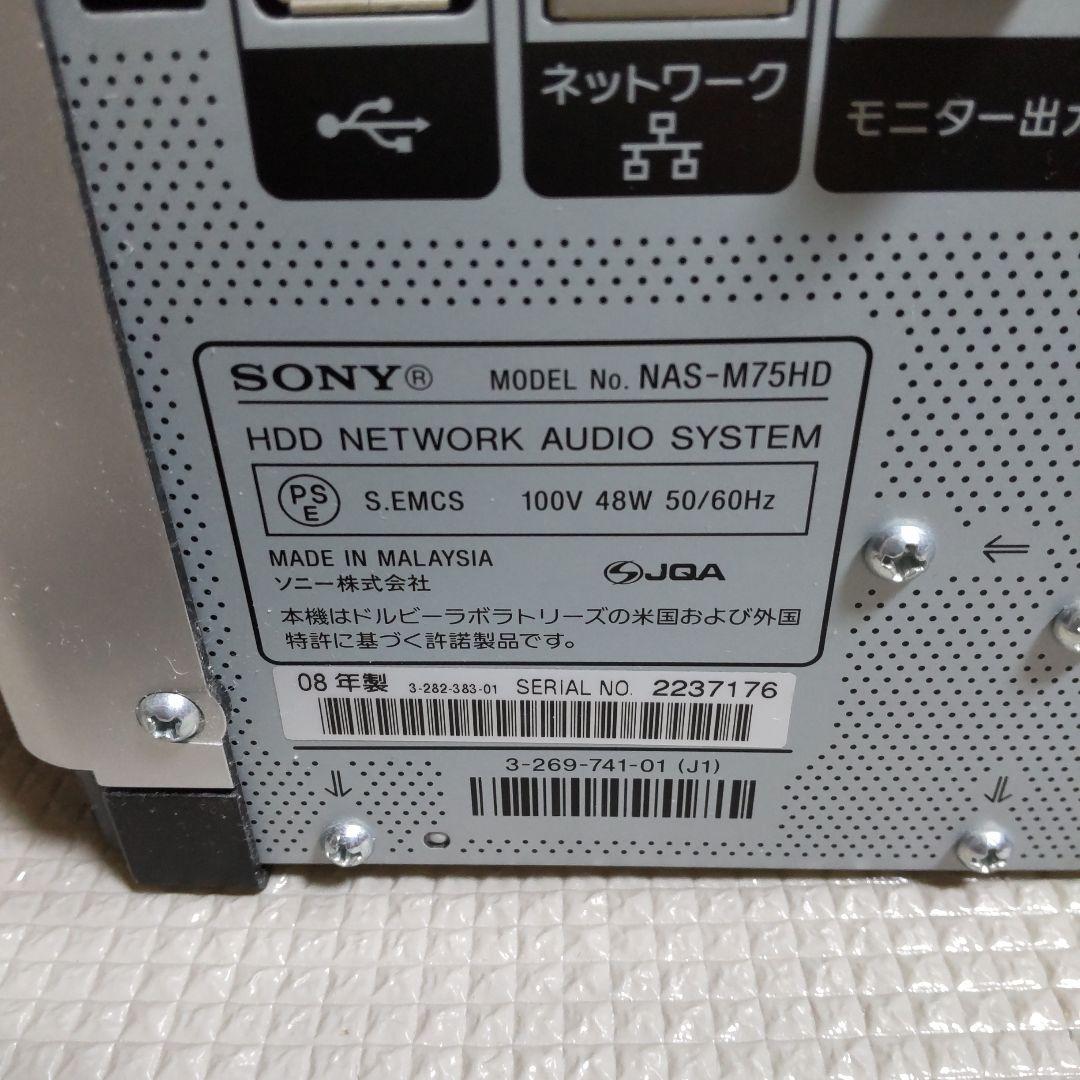 ネットワーク
モニター出力
SONY® MODEL No. NAS-M75HD
HDD NETWORK AUDIO SYSTEM
PSE S.EMCS 100V 48W 50/60Hz
MADE IN MALAYSIA
ソニー株式会社 JQA
本機はドルビーラボラトリーズの米国および外国
特許に基づく許諾製品です。
08年製 3-282-383-01 SERIAL NO. 2237176
3-269-741-01 (J1)